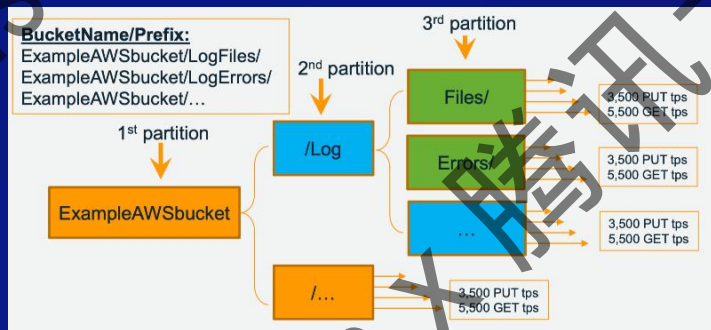 BucketName/Prefix:
ExampleAWSbucket/LogFiles/
ExampleAWSbucket/LogErrors/
ExampleAWSbucket/...
1st partition
2nd partition
3rd partition
ExampleAWSbucket
/Log
/...
Files/
Errors/
...
3,500 PUT tps
5,500 GET tps
3,500 PUT tps
5,500 GET tps
3,500 PUT tps
5,500 GET tps
3,500 PUT tps
5,500 GET tps
X 腾讯